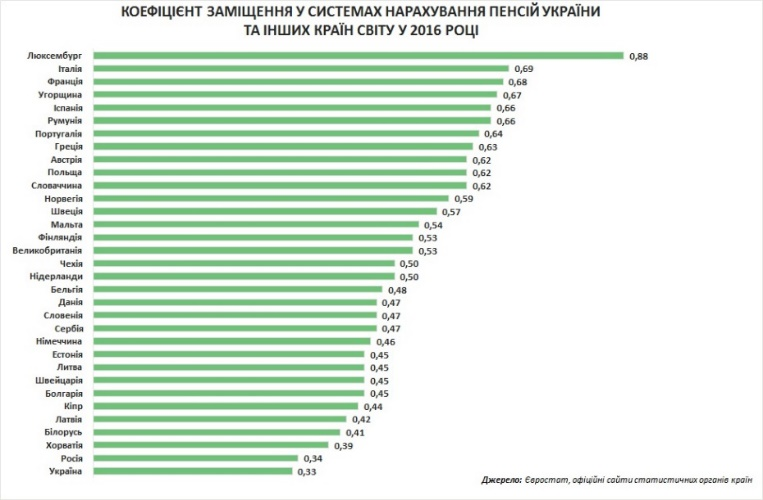 КОЕФІЦІЄНТ ЗАМІЩЕННЯ У СИСТЕМАХ НАРАХУВАННЯ ПЕНСІЙ УКРАЇНИ
ТА ІНШИХ КРАЇН СВІТУ У 2016 РОЦІ
Люксембург 0,88
Італія 0,69
Франція 0,68
Угорщина 0,67
Іспанія 0,66
Румунія 0,66
Португалія 0,64
Греція 0,63
Австрія 0,62
Польща 0,62
Словаччина 0,62
Норвегія 0,59
Швеція 0,57
Мальта 0,54
Фінляндія 0,53
Великобританія 0,53
Чехія 0,50
Нідерланди 0,50
Бельгія 0,48
Данія 0,47
Словенія 0,47
Сербія 0,47
Німеччина 0,46
Естонія 0,45
Литва 0,45
Швейцарія 0,45
Болгарія 0,45
Кіпр 0,44
Латвія 0,42
Білорусь 0,41
Хорватія 0,39
Росія 0,34
Україна 0,33
Джерело: Євростат, офіційні сайти статистичних органів країн